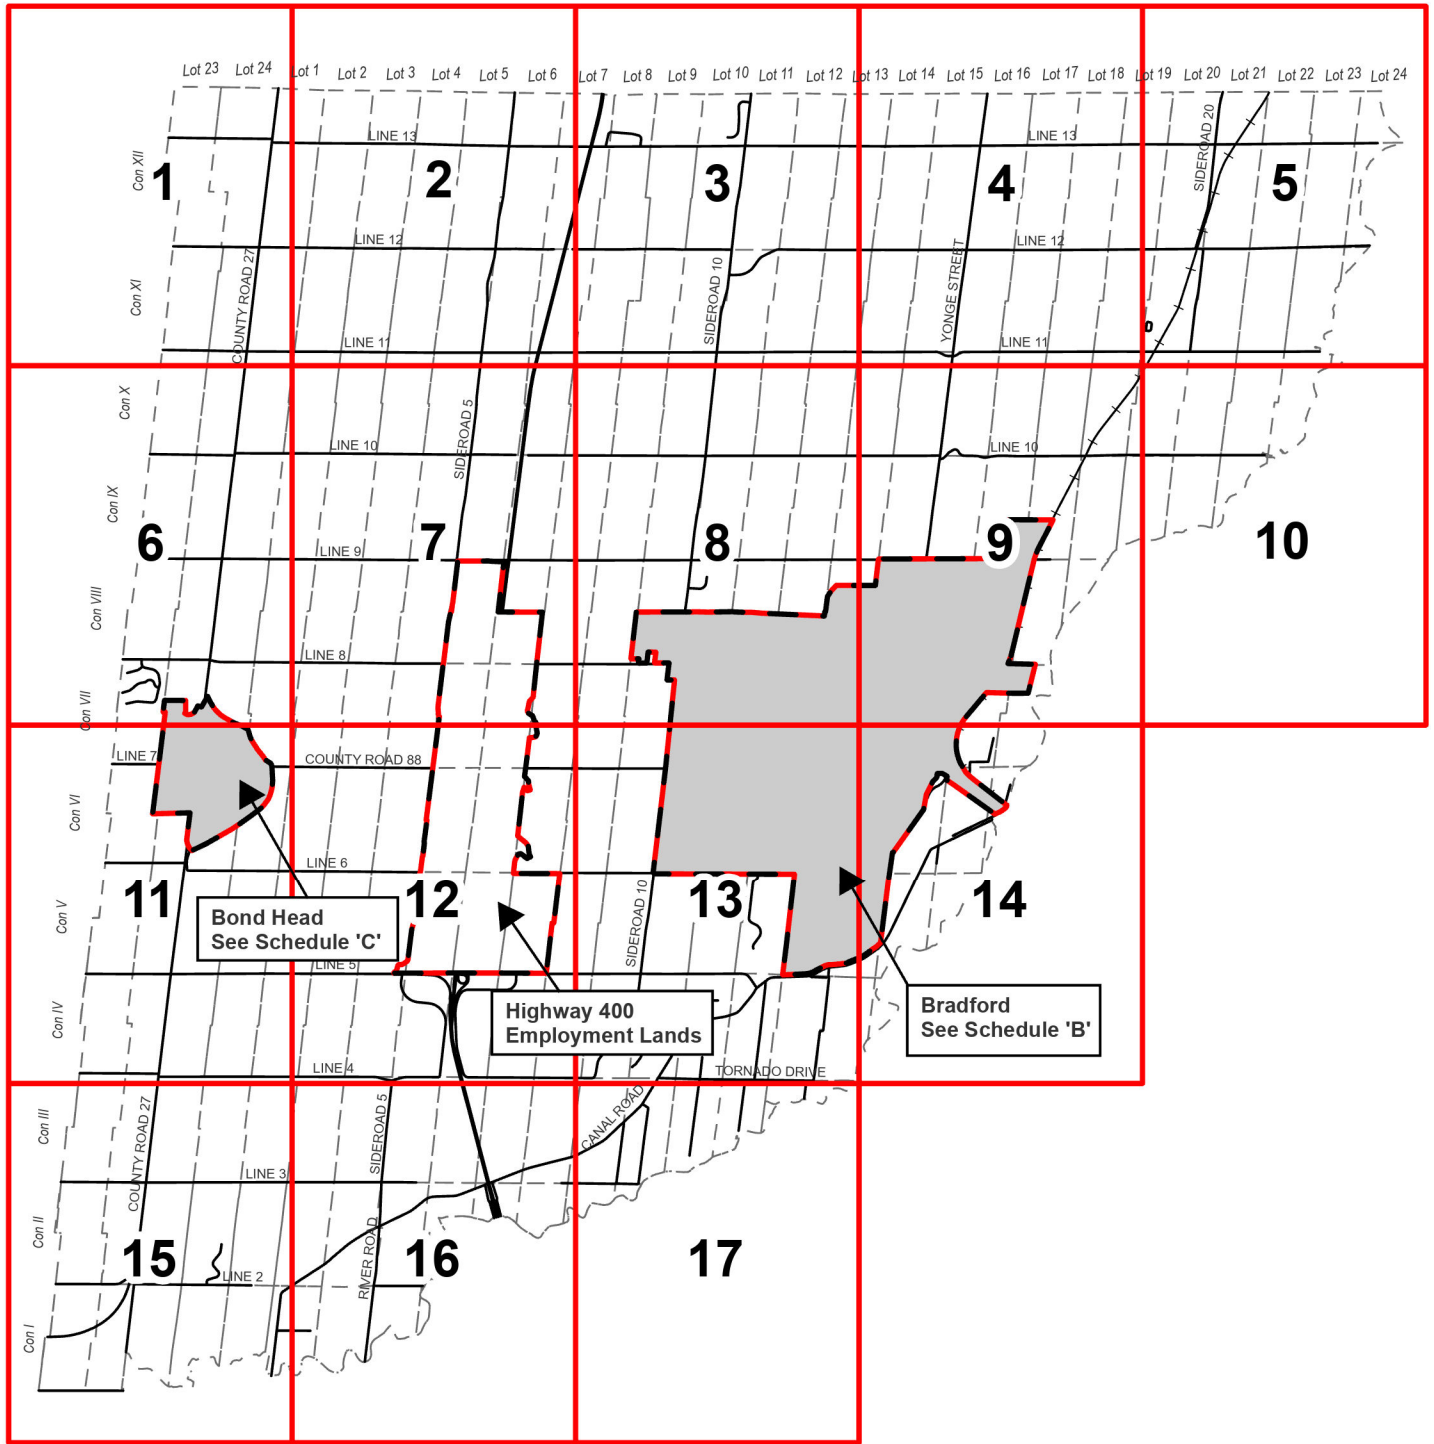 Lot 23 Lot 24 Lot 1 Lot 2 Lot 3 Lot 4 Lot 5 Lot 6 Lot 7 Lot 8 Lot 9 Lot 10 Lot 11 Lot 12 Lot 13 Lot 14 Lot 15 Lot 16 Lot 17 Lot 18 Lot 19 Lot 20 Lot 21 Lot 22 Lot 23 Lot 24
LINE 13
LINE 13
Con XII
1
2
3
4
5
SIDEROAD 20
LINE 12
LINE 12
COUNTY ROAD 27
SIDEROAD 10
YONGE STREET
Con XI
LINE 11
LINE 11
Con X
SIDEROAD 5
LINE 10
LINE 10
Con IX
6
7
8
9
10
LINE 9
Con VIII
LINE 8
Con VII
LINE 7
COUNTY ROAD 88
Con VI
LINE 6
11
12
13
14
Con V
SIDEROAD 10
Bond Head
See Schedule 'C'
LINE 5
Highway 400
Employment Lands
Bradford
See Schedule 'B'
Con IV
LINE 4
TORNADO DRIVE
Con III
COUNTY ROAD 27
SIDEROAD 5
CANAL ROAD
LINE 3
Con II
15
16
17
RIVER ROAD
LINE 2
Con I